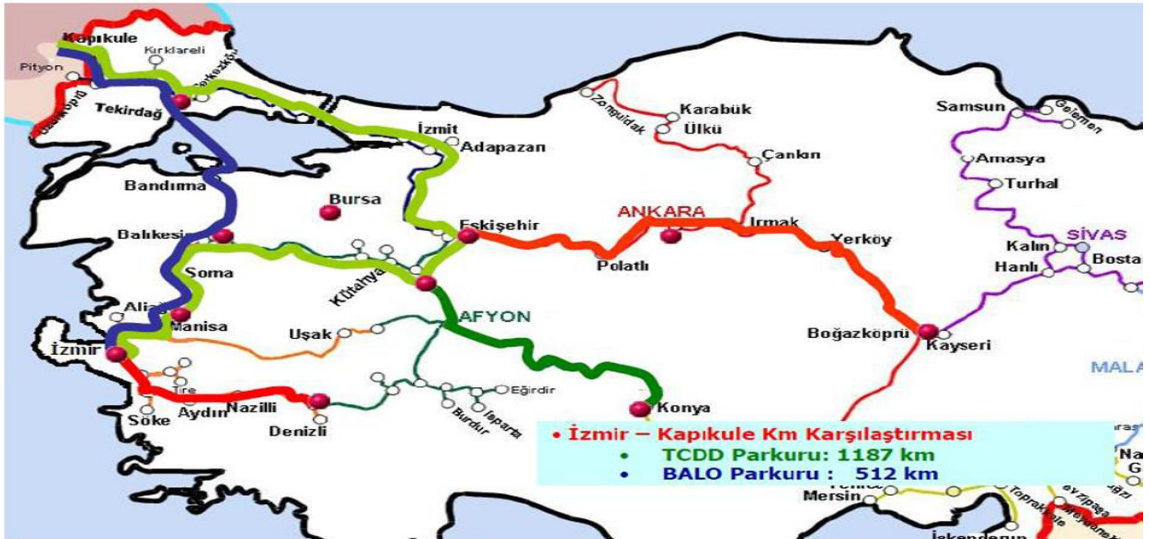 Kapıkule
Kırklareli
Pityon
Uzunköprü
Tekirdağ
İzmit
Adapazarı
Zonguldak
Karabük
Ülkü
Çankırı
Samsun
Gelemen
Amasya
Turhal
Bandırma
Bursa
Balıkesir
Eskişehir
ANKARA
Irmak
Polatlı
Yerköy
SİVAS
Kalın
Hanlı
Bosta
Soma
Kütahya
Aliağ
Manisa
Uşak
AFYON
Boğazköprü
Kayseri
MALA
İzmir
Tire
Söke
Aydın
Nazilli
Denizli
Burdur
Isparta
Eğirdir
Konya
• İzmir – Kapıkule Km Karşılaştırması
• TCDD Parkuru: 1187 km
• BALO Parkuru : 512 km
Mersin
Toprakkale
İskenderun